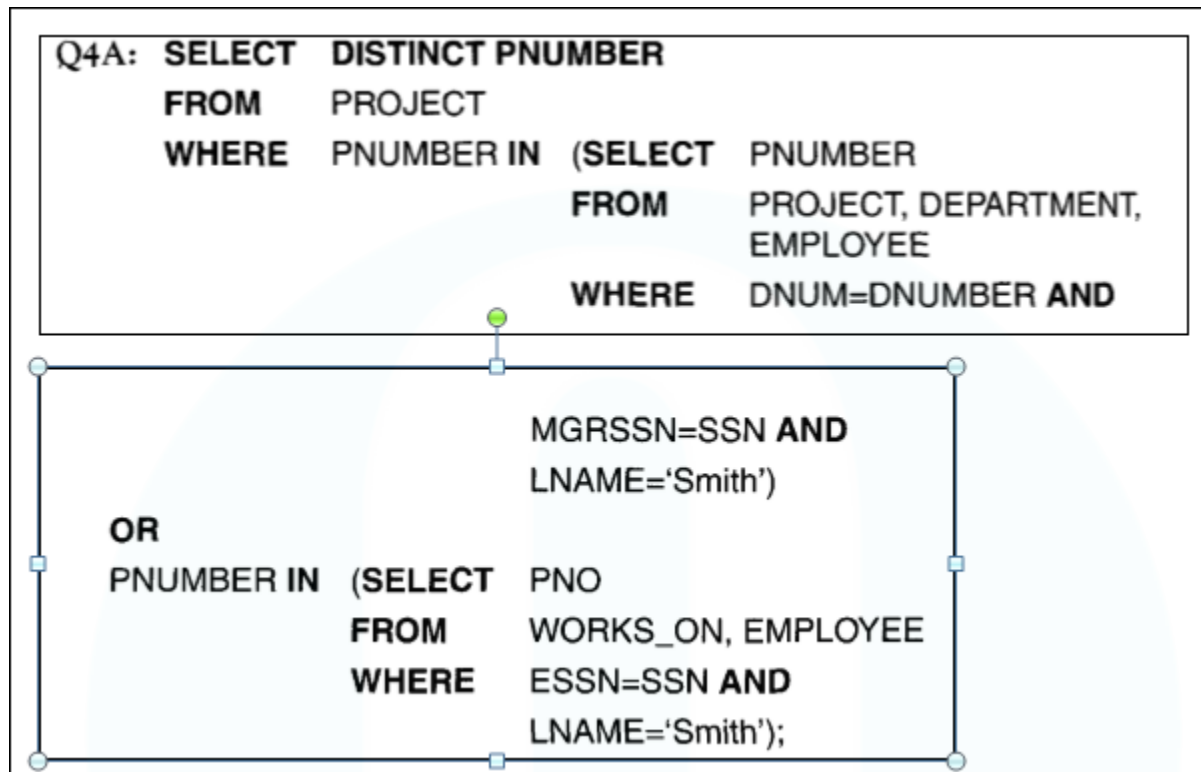 Q4A: SELECT DISTINCT PNUMBER
FROM PROJECT
WHERE PNUMBER IN (SELECT PNUMBER
FROM PROJECT, DEPARTMENT,
EMPLOYEE
WHERE DNUM=DNUMBER AND
MGRSSN=SSN AND
LNAME=‘Smith’)
OR
PNUMBER IN (SELECT PNO
FROM WORKS_ON, EMPLOYEE
WHERE ESSN=SSN AND
LNAME=‘Smith’);